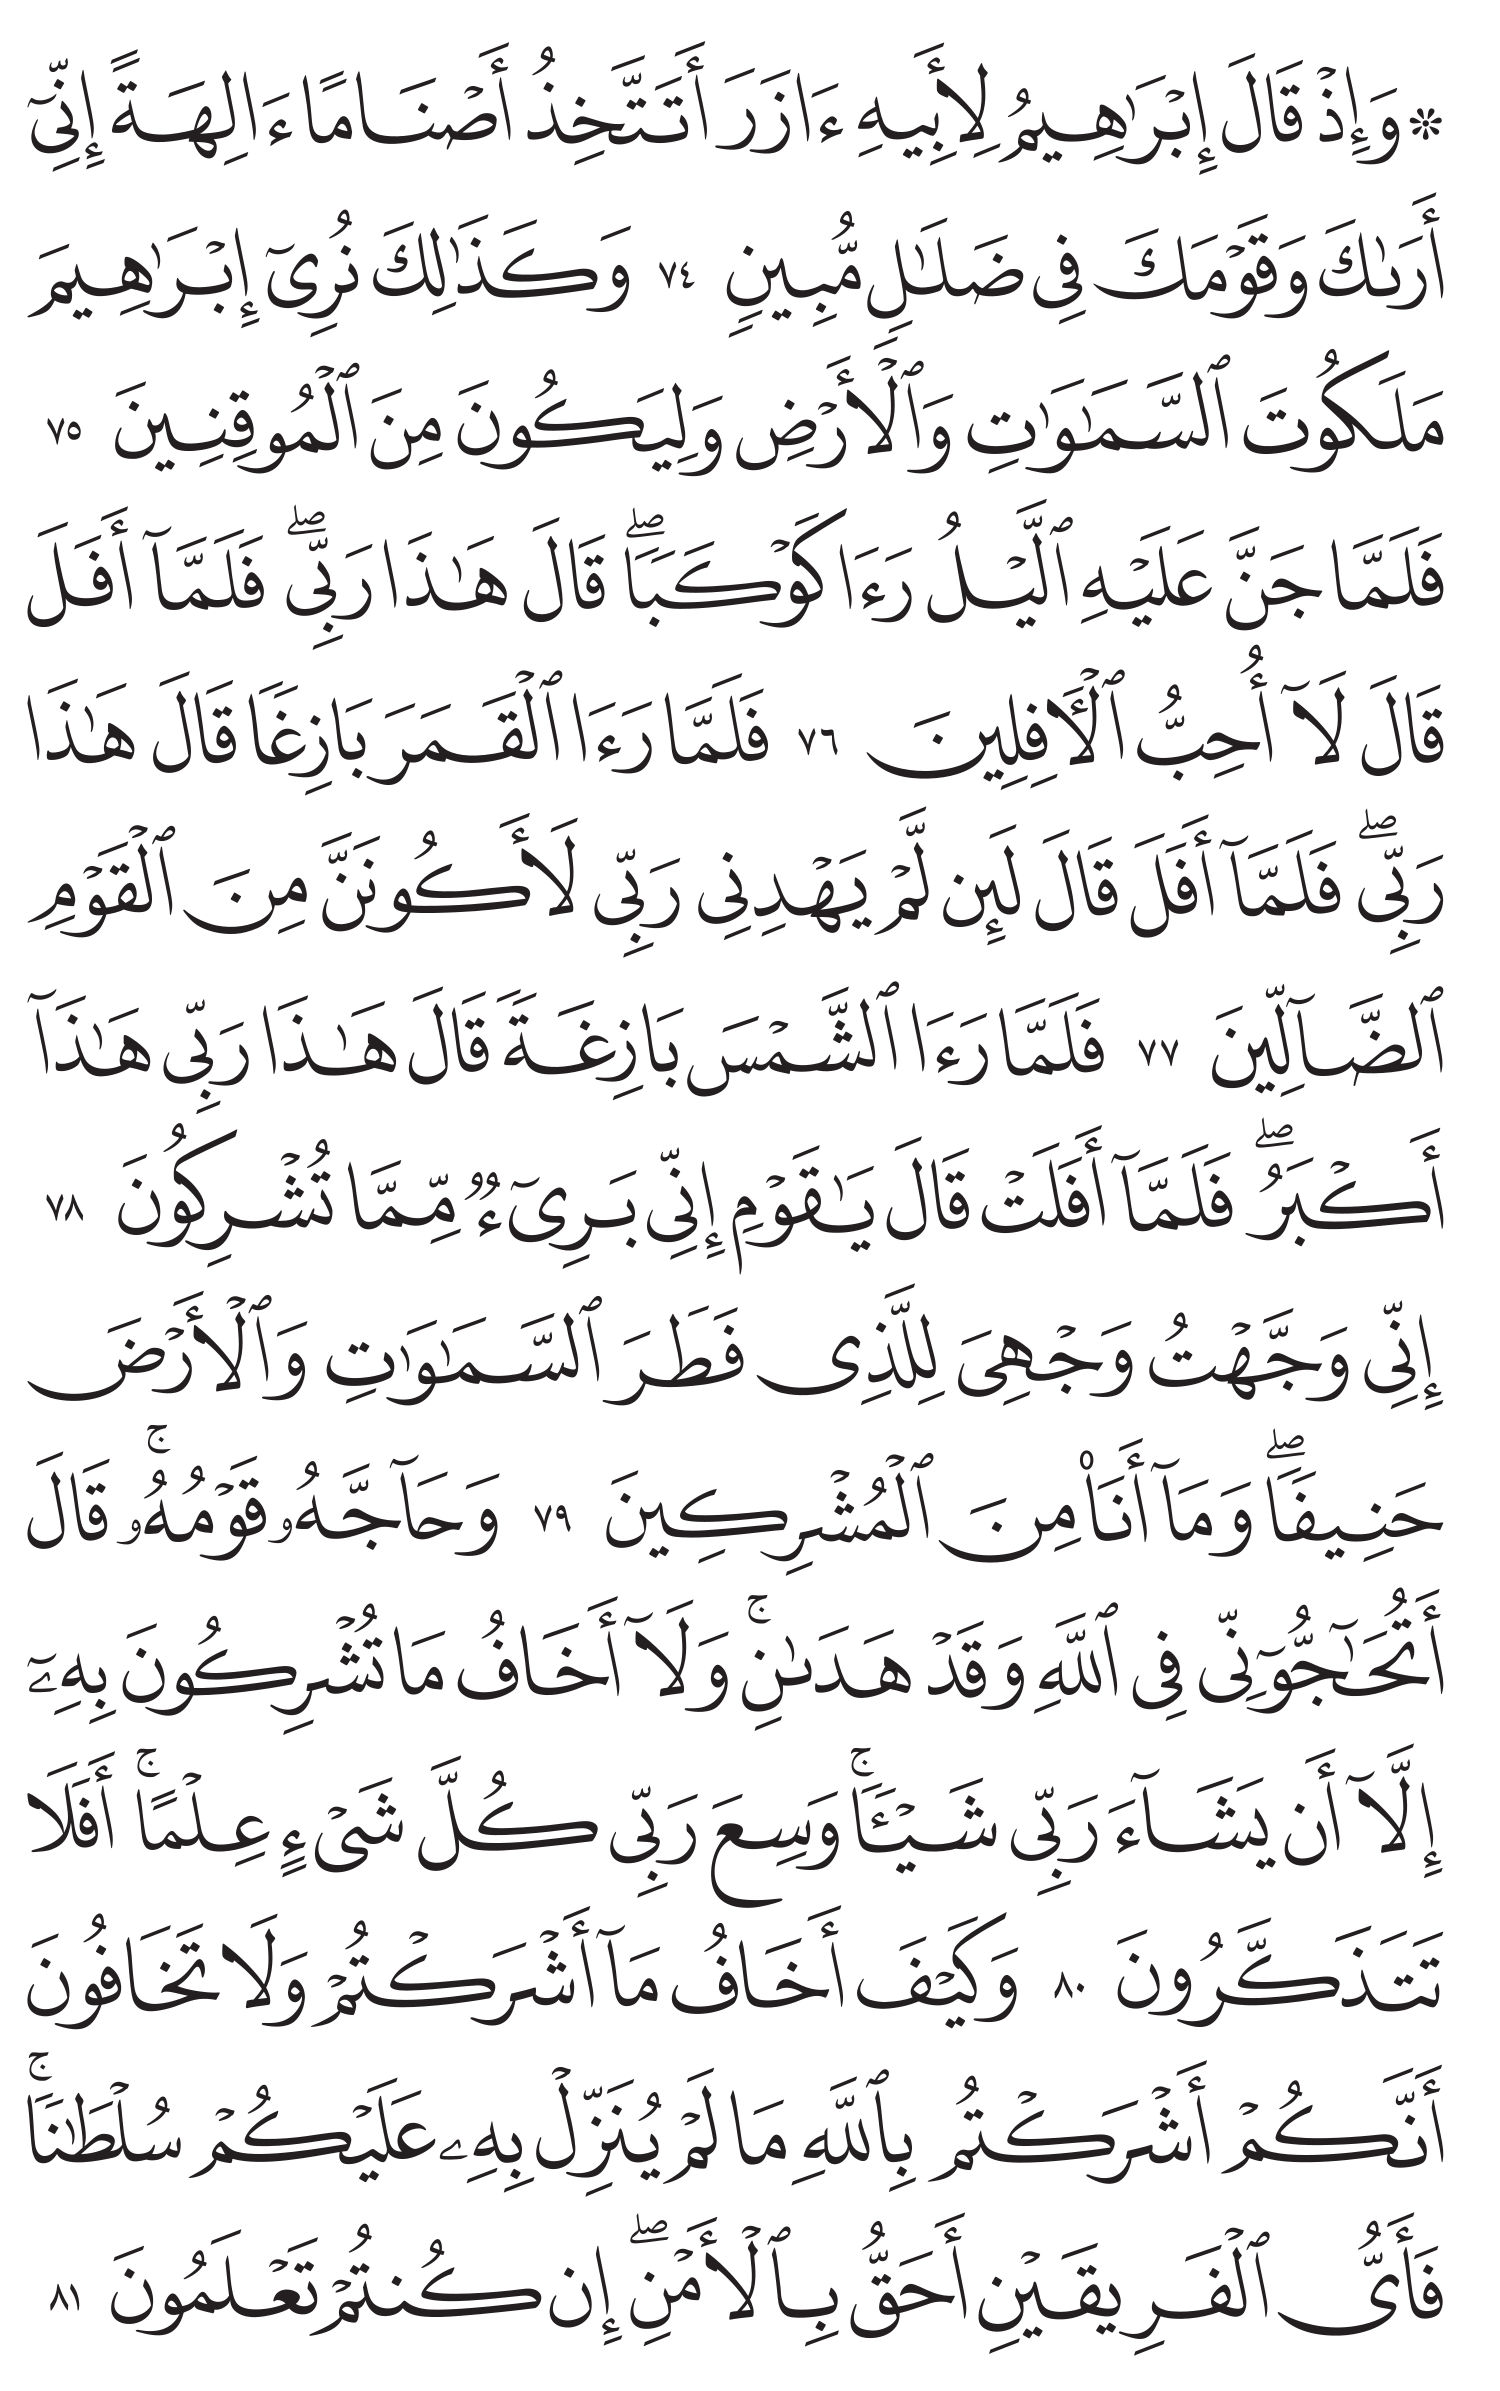 ۞ وَإِذۡ قَالَ إِبۡرَٰهِيمُ لِأَبِيهِ ءَازَرَ أَتَتَّخِذُ أَصۡنَامًا ءَالِهَةً إِنِّيٓ
أَرَىٰكَ وَقَوۡمَكَ فِي ضَلَٰلٖ مُّبِينٖ ٧٤ وَكَذَٰلِكَ نُرِيٓ إِبۡرَٰهِيمَ
مَلَكُوتَ ٱلسَّمَٰوَٰتِ وَٱلۡأَرۡضِ وَلِيَكُونَ مِنَ ٱلۡمُوقِنِينَ ٧٥
فَلَمَّا جَنَّ عَلَيۡهِ ٱلَّيۡلُ رَءَا كَوۡكَبٗاۖ قَالَ هَٰذَا رَبِّيۖ فَلَمَّآ أَفَلَ
قَالَ لَآ أُحِبُّ ٱلۡأٓفِلِينَ ٧٦ فَلَمَّا رَءَا ٱلۡقَمَرَ بَازِغٗا قَالَ هَٰذَا
رَبِّيۖ فَلَمَّآ أَفَلَ قَالَ لَئِن لَّمۡ يَهۡدِنِي رَبِّي لَأَكُونَنَّ مِنَ ٱلۡقَوۡمِ
ٱلضَّآلِّينَ ٧٧ فَلَمَّا رَءَا ٱلشَّمۡسَ بَازِغَةٗ قَالَ هَٰذَا رَبِّي هَٰذَآ
أَكۡبَرُۖ فَلَمَّآ أَفَلَتۡ قَالَ يَٰقَوۡمِ إِنِّي بَرِيٓءٞ مِّمَّا تُشۡرِكُونَ ٧٨
إِنِّي وَجَّهۡتُ وَجۡهِيَ لِلَّذِي فَطَرَ ٱلسَّمَٰوَٰتِ وَٱلۡأَرۡضَ
حَنِيفٗاۖ وَمَآ أَنَا۠ مِنَ ٱلۡمُشۡرِكِينَ ٧٩ وَحَآجَّهُۥ قَوۡمُهُۥۚ قَالَ
أَتُحَٰٓجُّوٓنِّي فِي ٱللَّهِ وَقَدۡ هَدَىٰنِۚ وَلَآ أَخَافُ مَا تُشۡرِكُونَ بِهِۦٓ
إِلَّآ أَن يَشَآءَ رَبِّي شَيۡـٔٗاۚ وَسِعَ رَبِّي كُلَّ شَيۡءٍ عِلۡمًاۚ أَفَلَا
تَتَذَكَّرُونَ ٨٠ وَكَيۡفَ أَخَافُ مَآ أَشۡرَكۡتُمۡ وَلَا تَخَافُونَ
أَنَّكُمۡ أَشۡرَكۡتُم بِٱللَّهِ مَا لَمۡ يُنَزِّلۡ بِهِۦ عَلَيۡكُمۡ سُلۡطَٰنٗاۚ
فَأَيُّ ٱلۡفَرِيقَيۡنِ أَحَقُّ بِٱلۡأَمۡنِۖ إِن كُنتُمۡ تَعۡلَمُونَ ٨١